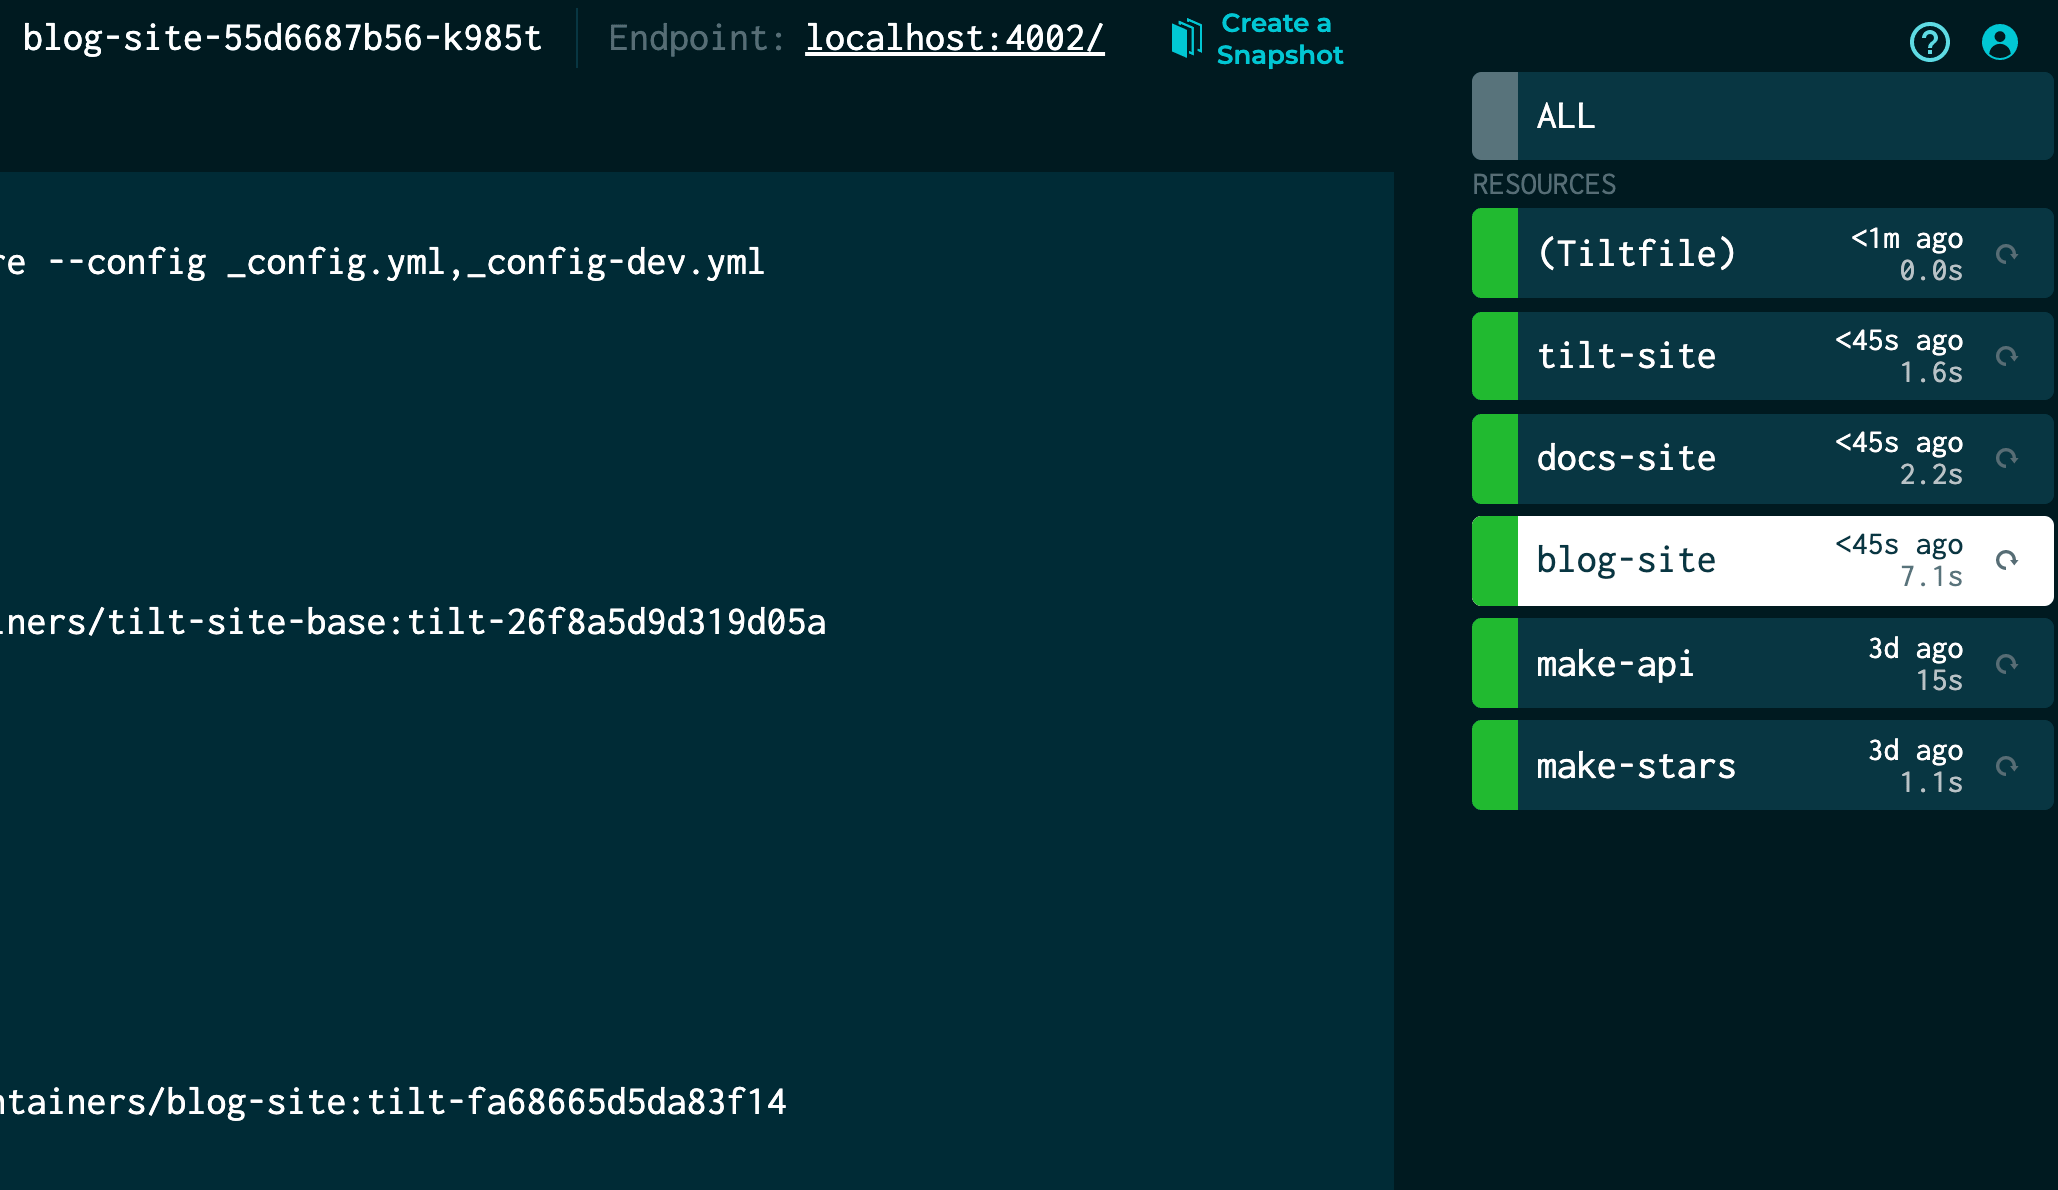 blog-site-55d6687b56-k985t
Endpoint: localhost:4002/
Create a
Snapshot
--config _config.yml,_config-dev.yml
/tilt-site-base:tilt-26f8a5d9d319d05a
/blog-site:tilt-fa68665d5da83f14
ALL
RESOURCES
(Tiltfile)
<1m ago
0.0s
tilt-site
<45s ago
1.6s
docs-site
<45s ago
2.2s
blog-site
<45s ago
7.1s
make-api
3d ago
15s
make-stars
3d ago
1.1s